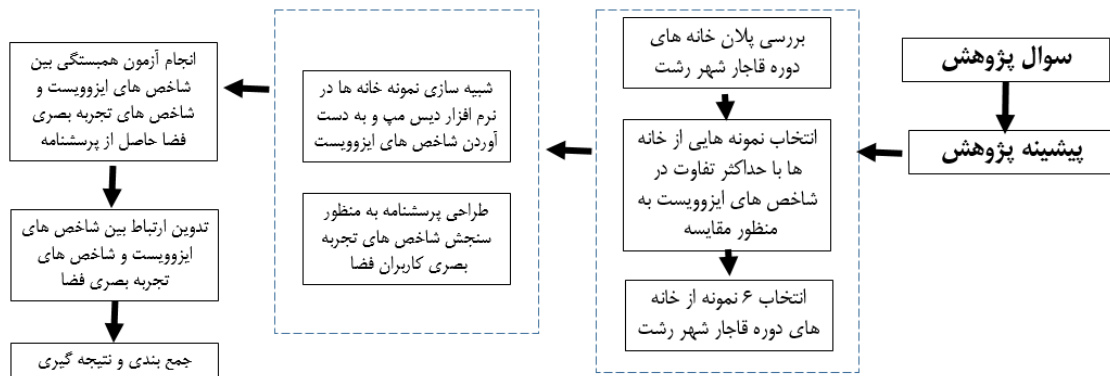 سوال پژوهش
پیشینه پژوهش
بررسی پلان خانه های
دوره قاجار شهر رشت
انتخاب نمونه هایی از خانه
ها با حداکثر تفاوت در
شاخص های ایزوویست به
منظور مقایسه
انتخاب ۶ نمونه از خانه
های دوره قاجار شهر رشت
شبیه سازی نمونه خانه ها در
نرم افزار دپس مپ و به دست
آوردن شاخص های ایزوویست
طراحی پرسشنامه به منظور
سنجش شاخص های تجربه
بصری کاربران فضا
انجام آزمون همبستگی بین
شاخص های ایزوویست و
شاخص های تجربه بصری
فضا حاصل از پرسشنامه
تدوین ارتباط بین شاخص های
ایزوویست و شاخص های
تجربه بصری فضا
جمع بندی و نتیجه گیری